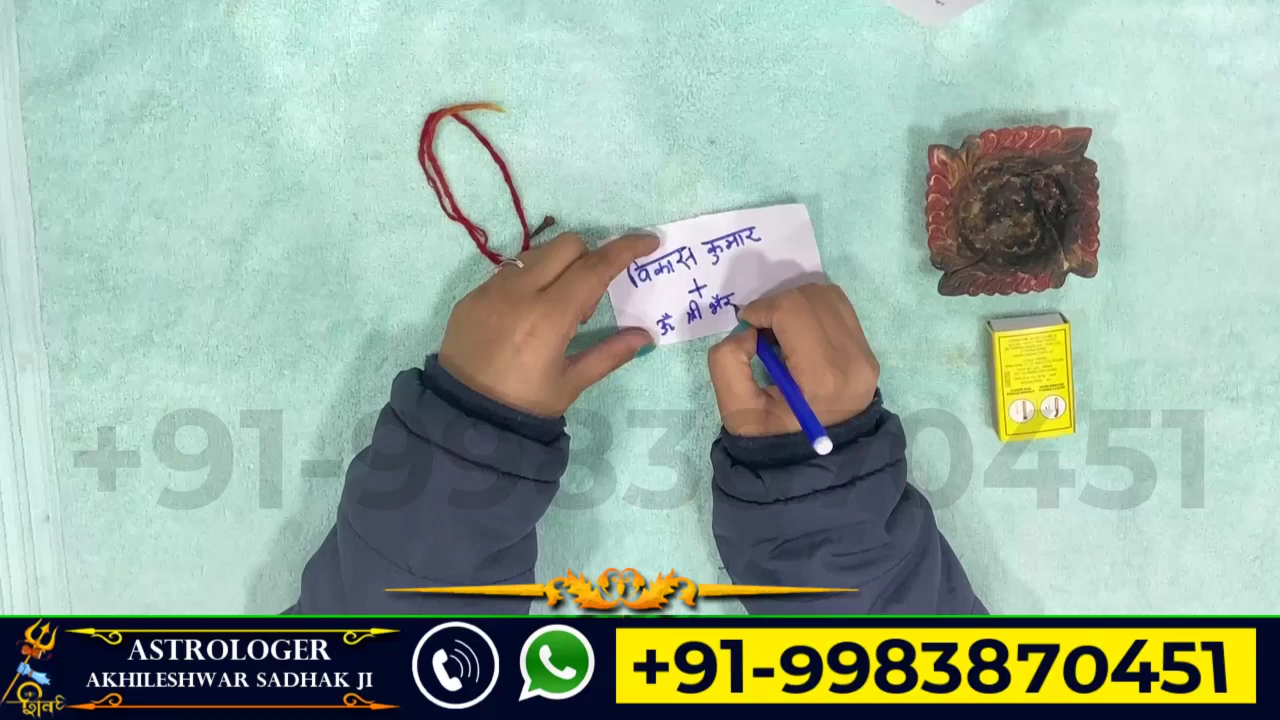 विकास कुमार
+
ॐ श्री भैर
+91-9983870451
ASTROLOGER
AKHILESHWAR SADHAK JI
+91-9983870451